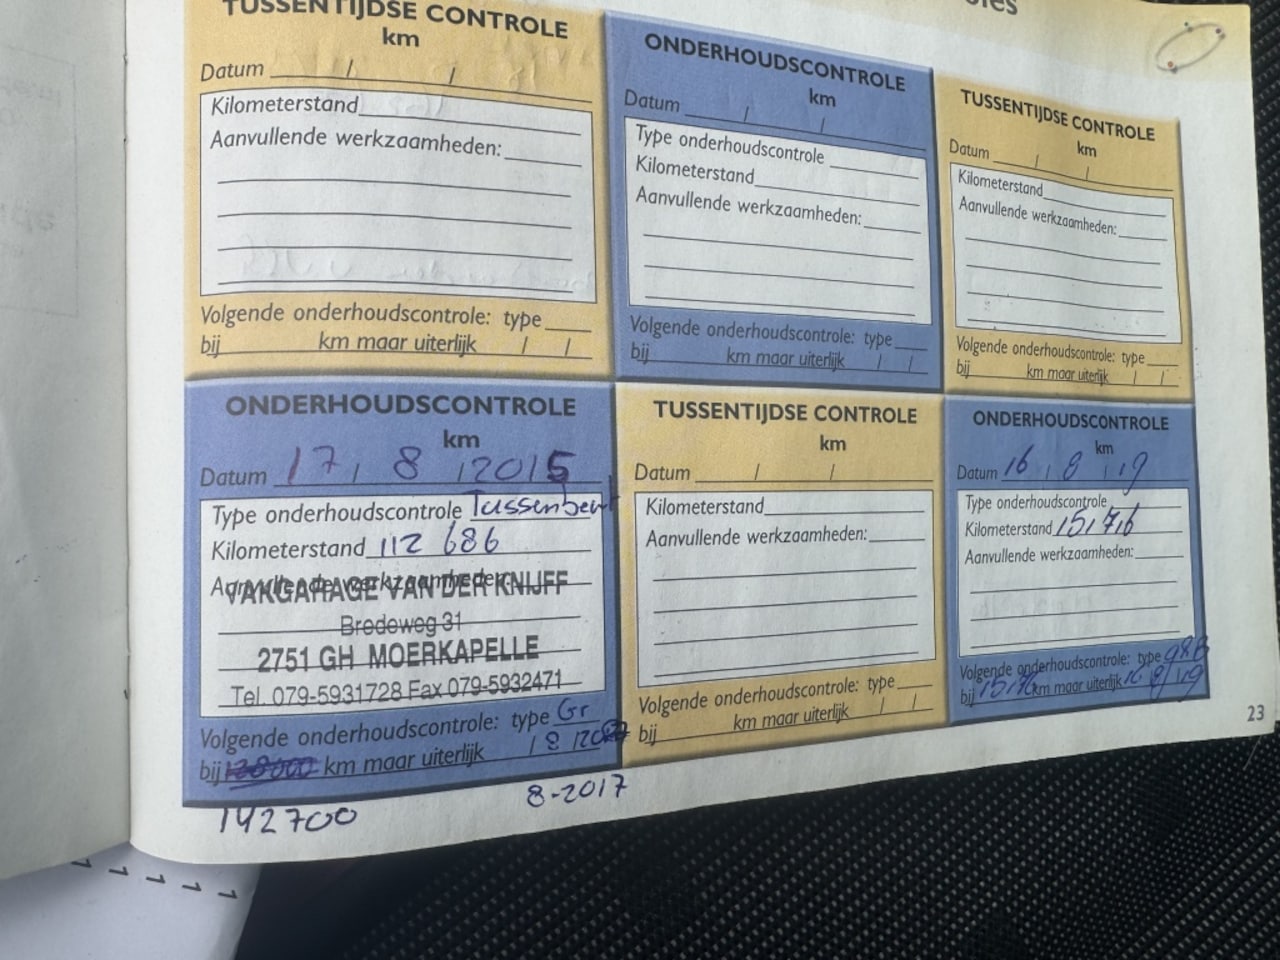 TUSSENTIJDSE CONTROLE
km
Datum / /
Kilometerstand
Aanvullende werkzaamheden:
Volgende onderhoudscontrole: type
bij km maar uiterlijk / /
ONDERHOUDSCONTROLE
km
Datum / /
Type onderhoudscontrole
Kilometerstand
Aanvullende werkzaamheden:
Volgende onderhoudscontrole: type
bij km maar uiterlijk / /
TUSSENTIJDSE CONTROLE
km
Datum / /
Kilometerstand
Aanvullende werkzaamheden:
Volgende onderhoudscontrole: type
bij km maar uiterlijk / /
ONDERHOUDSCONTROLE
km
Datum 17 / 8 / 2015
Type onderhoudscontrole Tussenbeurt
Kilometerstand 112 686
Aanvullende werkzaamheden:
VAKGARAGE VAN DER KNIJFF
Bredeweg 31
2751 GH MOERKAPELLE
Tel. 079-5931728 Fax 079-5932471
Volgende onderhoudscontrole: type Gr
bij km maar uiterlijk / 8 /
142700
8-2017
TUSSENTIJDSE CONTROLE
km
Datum / /
Kilometerstand
Aanvullende werkzaamheden:
Volgende onderhoudscontrole: type
bij km maar uiterlijk / /
ONDERHOUDSCONTROLE
km
Datum 16 / 8 / 19
Type onderhoudscontrole
Kilometerstand
Aanvullende werkzaamheden:
Volgende onderhoudscontrole: type
bij km maar uiterlijk 16 / 8 / 19
23